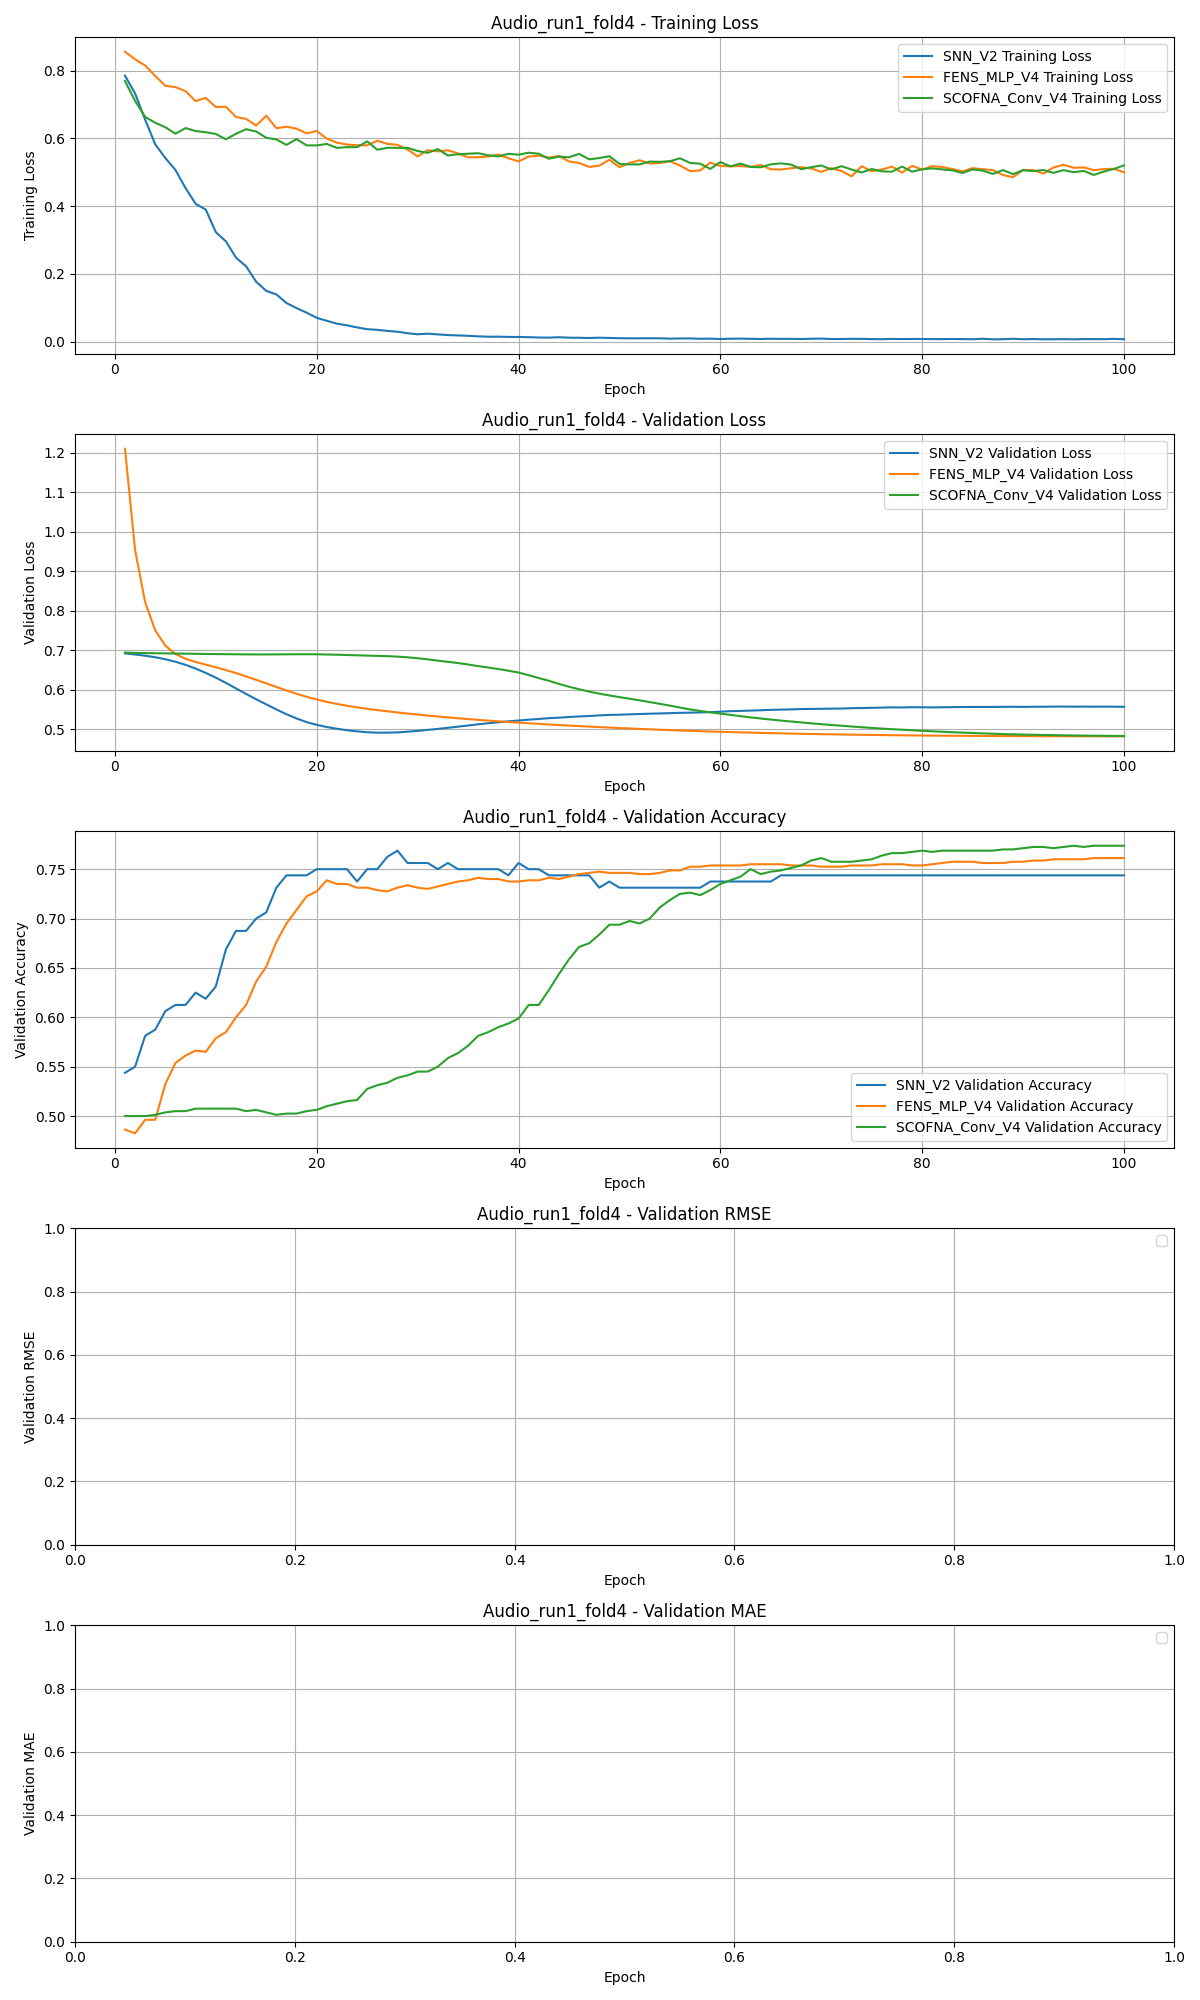 Audio_run1_fold4 - Training Loss
SNN_V2 Training Loss
FENS_MLP_V4 Training Loss
SCOFNA_Conv_V4 Training Loss
Training Loss
0.8
0.6
0.4
0.2
0.0
0 20 40 60 80 100
Epoch
Audio_run1_fold4 - Validation Loss
SNN_V2 Validation Loss
FENS_MLP_V4 Validation Loss
SCOFNA_Conv_V4 Validation Loss
Validation Loss
1.2
1.1
1.0
0.9
0.8
0.7
0.6
0.5
0 20 40 60 80 100
Epoch
Audio_run1_fold4 - Validation Accuracy
Validation Accuracy
0.75
0.70
0.65
0.60
0.55
0.50
SNN_V2 Validation Accuracy
FENS_MLP_V4 Validation Accuracy
SCOFNA_Conv_V4 Validation Accuracy
0 20 40 60 80 100
Epoch
Audio_run1_fold4 - Validation RMSE
Validation RMSE
1.0
0.8
0.6
0.4
0.2
0.0
0.0 0.2 0.4 0.6 0.8 1.0
Epoch
Audio_run1_fold4 - Validation MAE
Validation MAE
1.0
0.8
0.6
0.4
0.2
0.0
0.0 0.2 0.4 0.6 0.8 1.0
Epoch